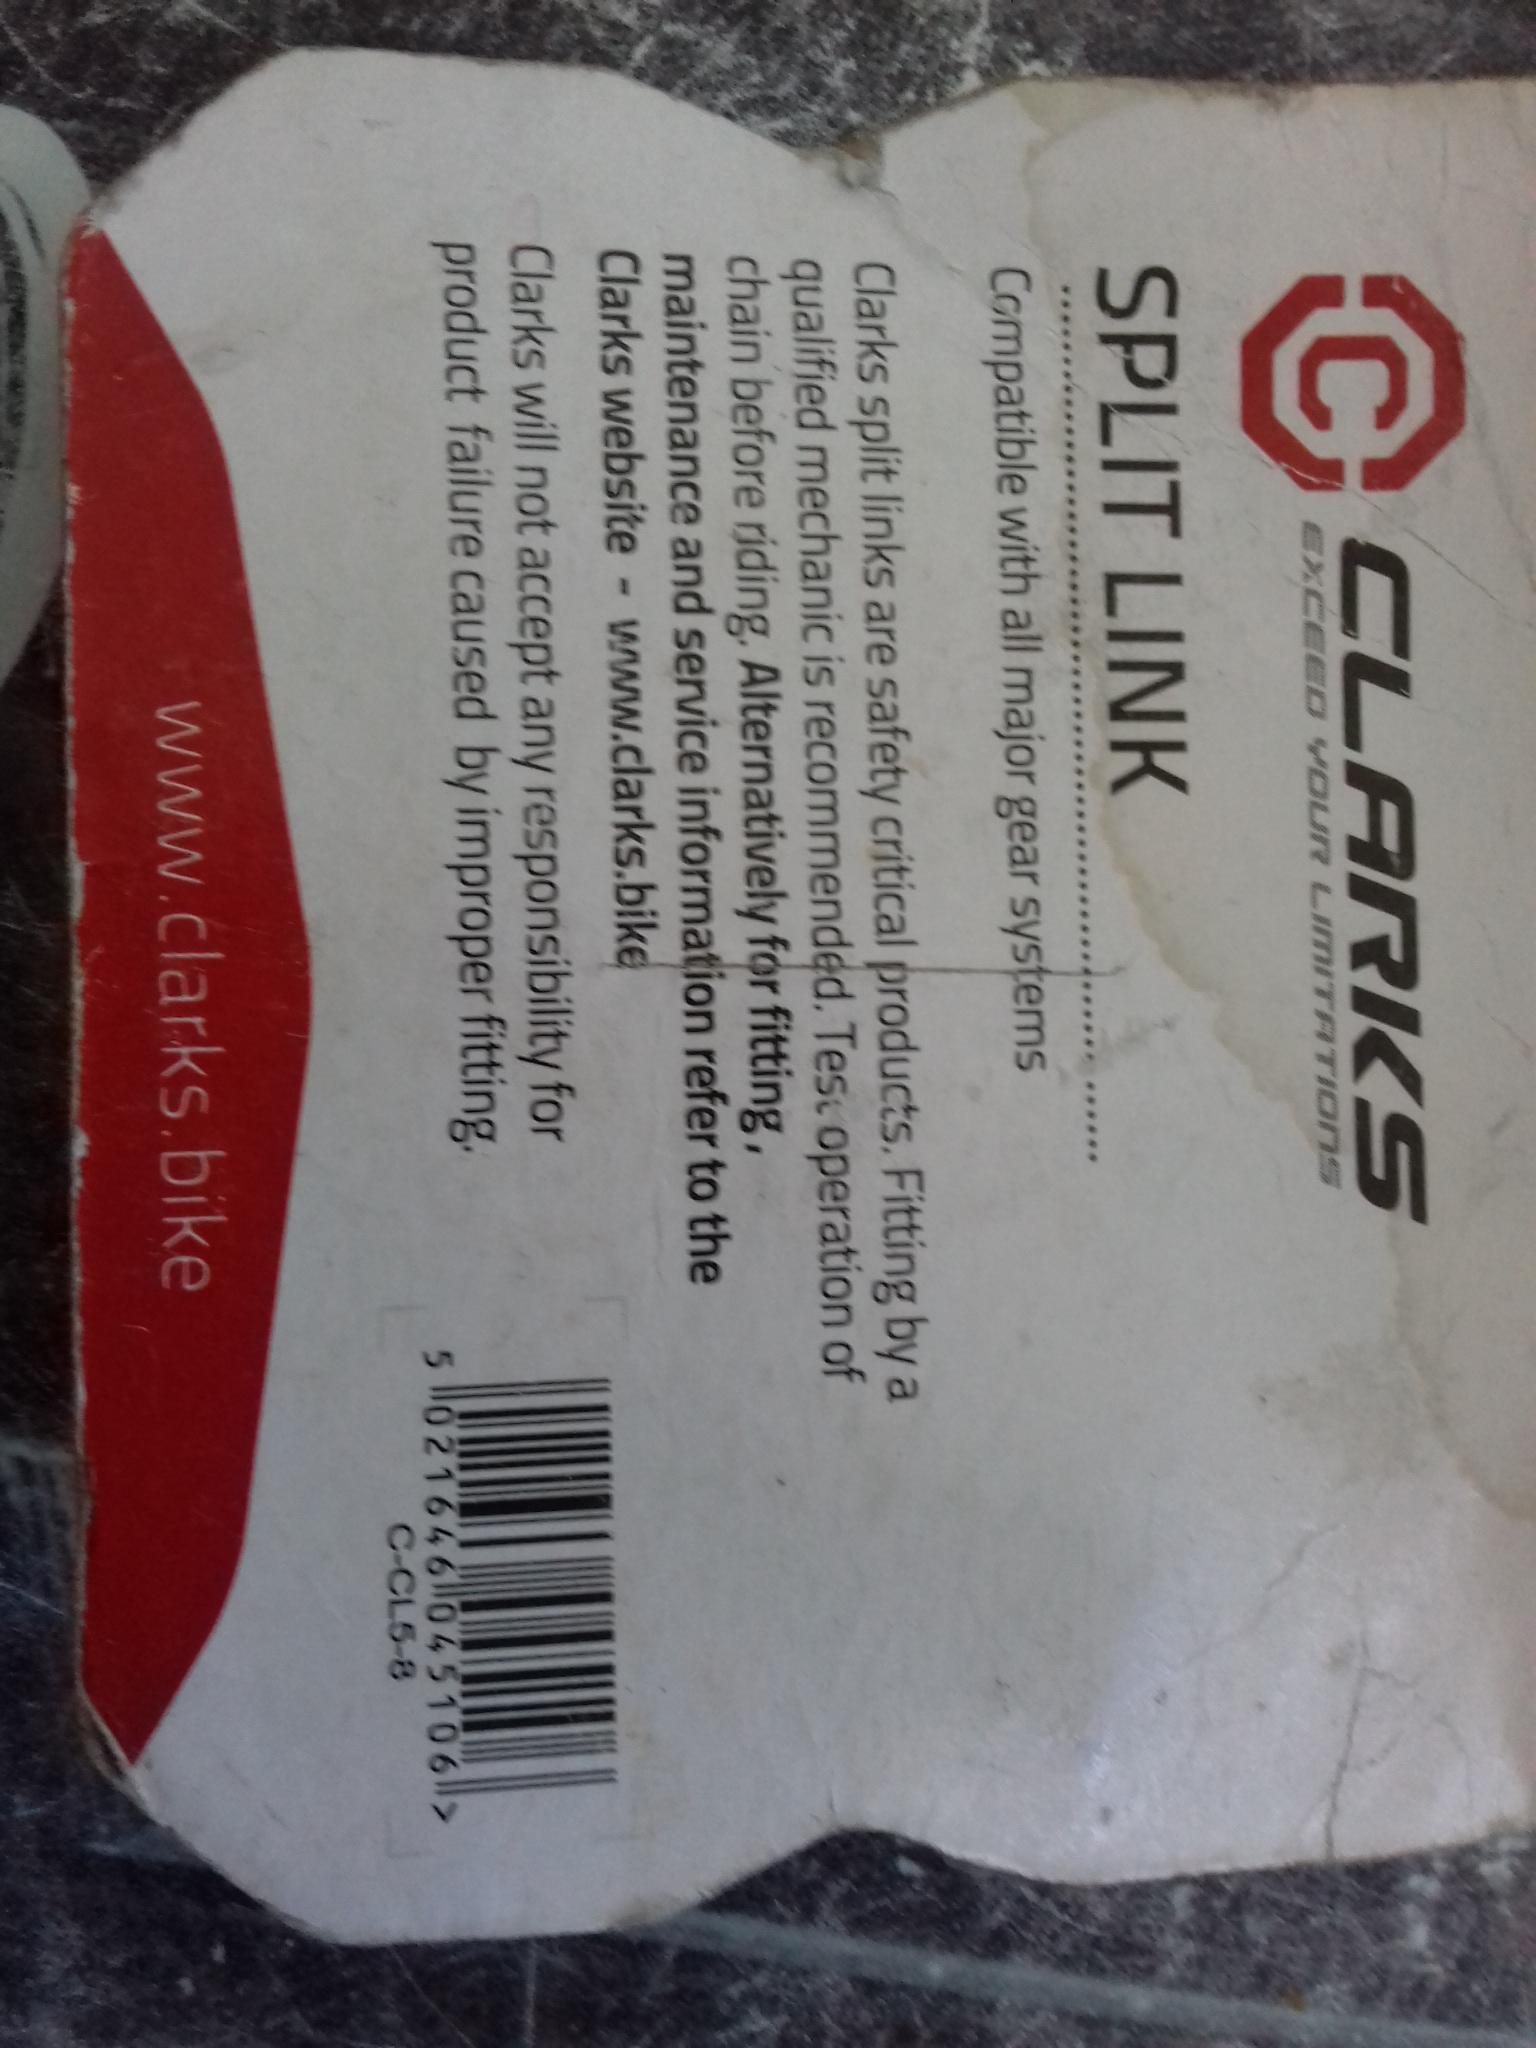 C CLARKS
EXCEED YOUR LIMITATIONS
SPLIT LINK
Compatible with all major gear systems
Clarks split links are safety critical products. Fitting by a
qualified mechanic is recommended. Test operation of
chain before riding. Alternatively for fitting,
maintenance and service information refer to the
Clarks website - www.clarks.bike
Clarks will not accept any responsibility for
product failure caused by improper fitting.
5 021646 045106 >
C-CL5-8
www.clarks.bike